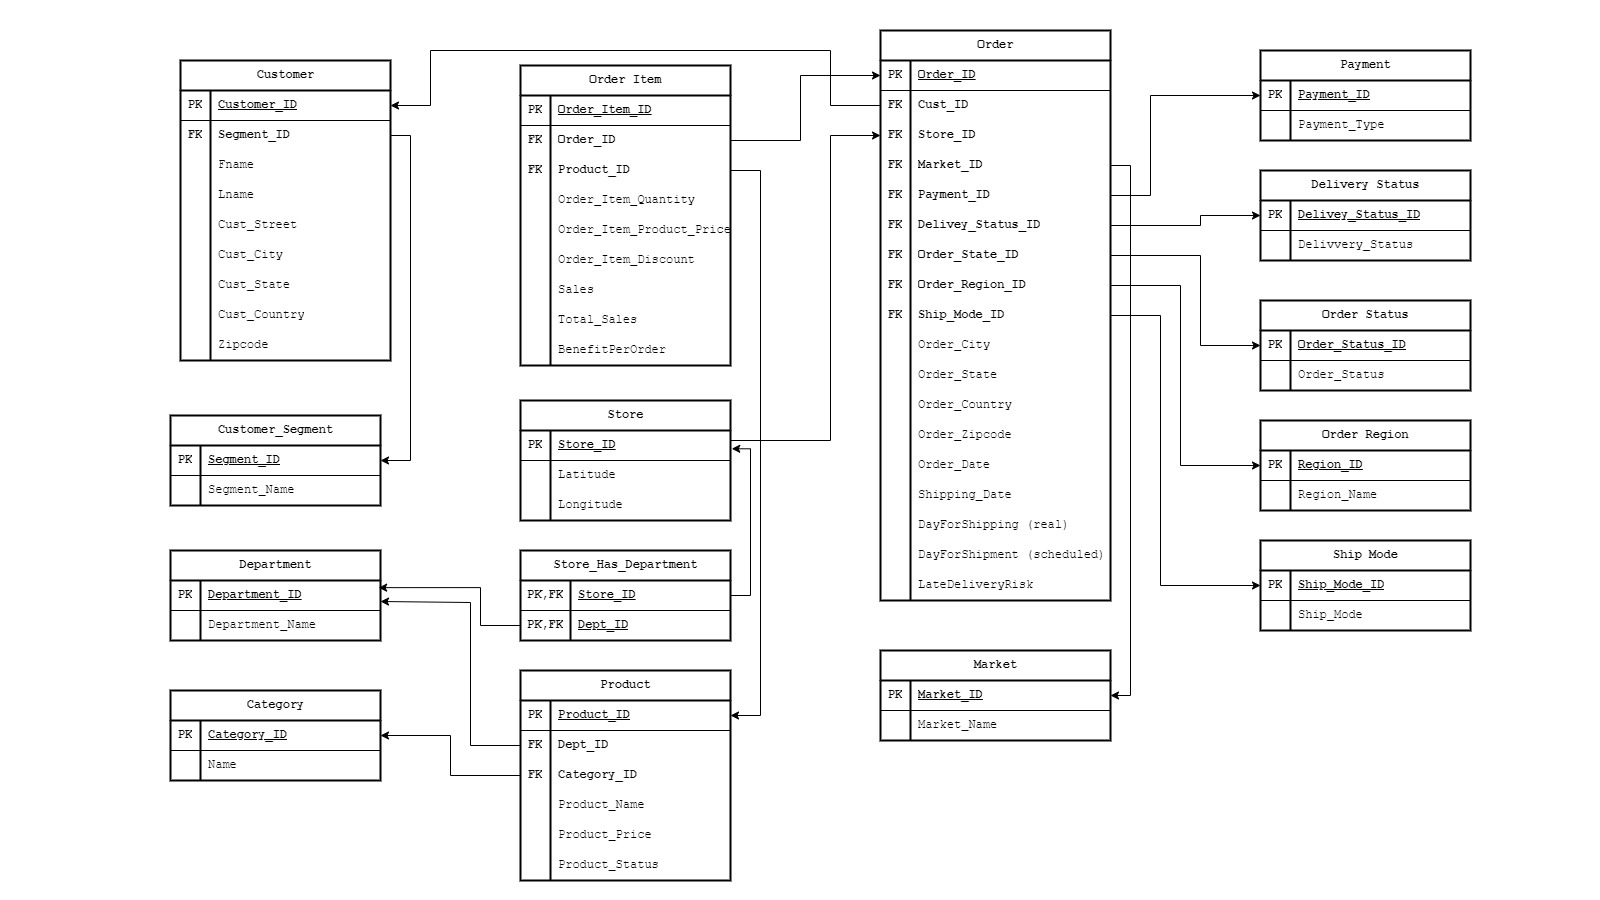 Customer
PK Customer_ID
FK Segment_ID
Fname
Lname
Cust_Street
Cust_City
Cust_State
Cust_Country
Zipcode
Customer_Segment
PK Segment_ID
Segment_Name
Department
PK Department_ID
Department_Name
Category
PK Category_ID
Name
Order Item
PK Order_Item_ID
FK Order_ID
FK Product_ID
Order_Item_Quantity
Order_Item_Product_Price
Order_Item_Discount
Sales
Total_Sales
BenefitPerOrder
Store
PK Store_ID
Latitude
Longitude
Store_Has_Department
PK,FK Store_ID
PK,FK Dept_ID
Product
PK Product_ID
FK Dept_ID
FK Category_ID
Product_Name
Product_Price
Product_Status
Order
PK Order_ID
FK Cust_ID
FK Store_ID
FK Market_ID
FK Payment_ID
FK Delivey_Status_ID
FK Order_State_ID
FK Order_Region_ID
FK Ship_Mode_ID
Order_City
Order_State
Order_Country
Order_Zipcode
Order_Date
Shipping_Date
DayForShipping (real)
DayForShipment (scheduled)
LateDeliveryRisk
Market
PK Market_ID
Market_Name
Payment
PK Payment_ID
Payment_Type
Delivery Status
PK Delivey_Status_ID
Delivvery_Status
Order Status
PK Order_Status_ID
Order_Status
Order Region
PK Region_ID
Region_Name
Ship Mode
PK Ship_Mode_ID
Ship_Mode